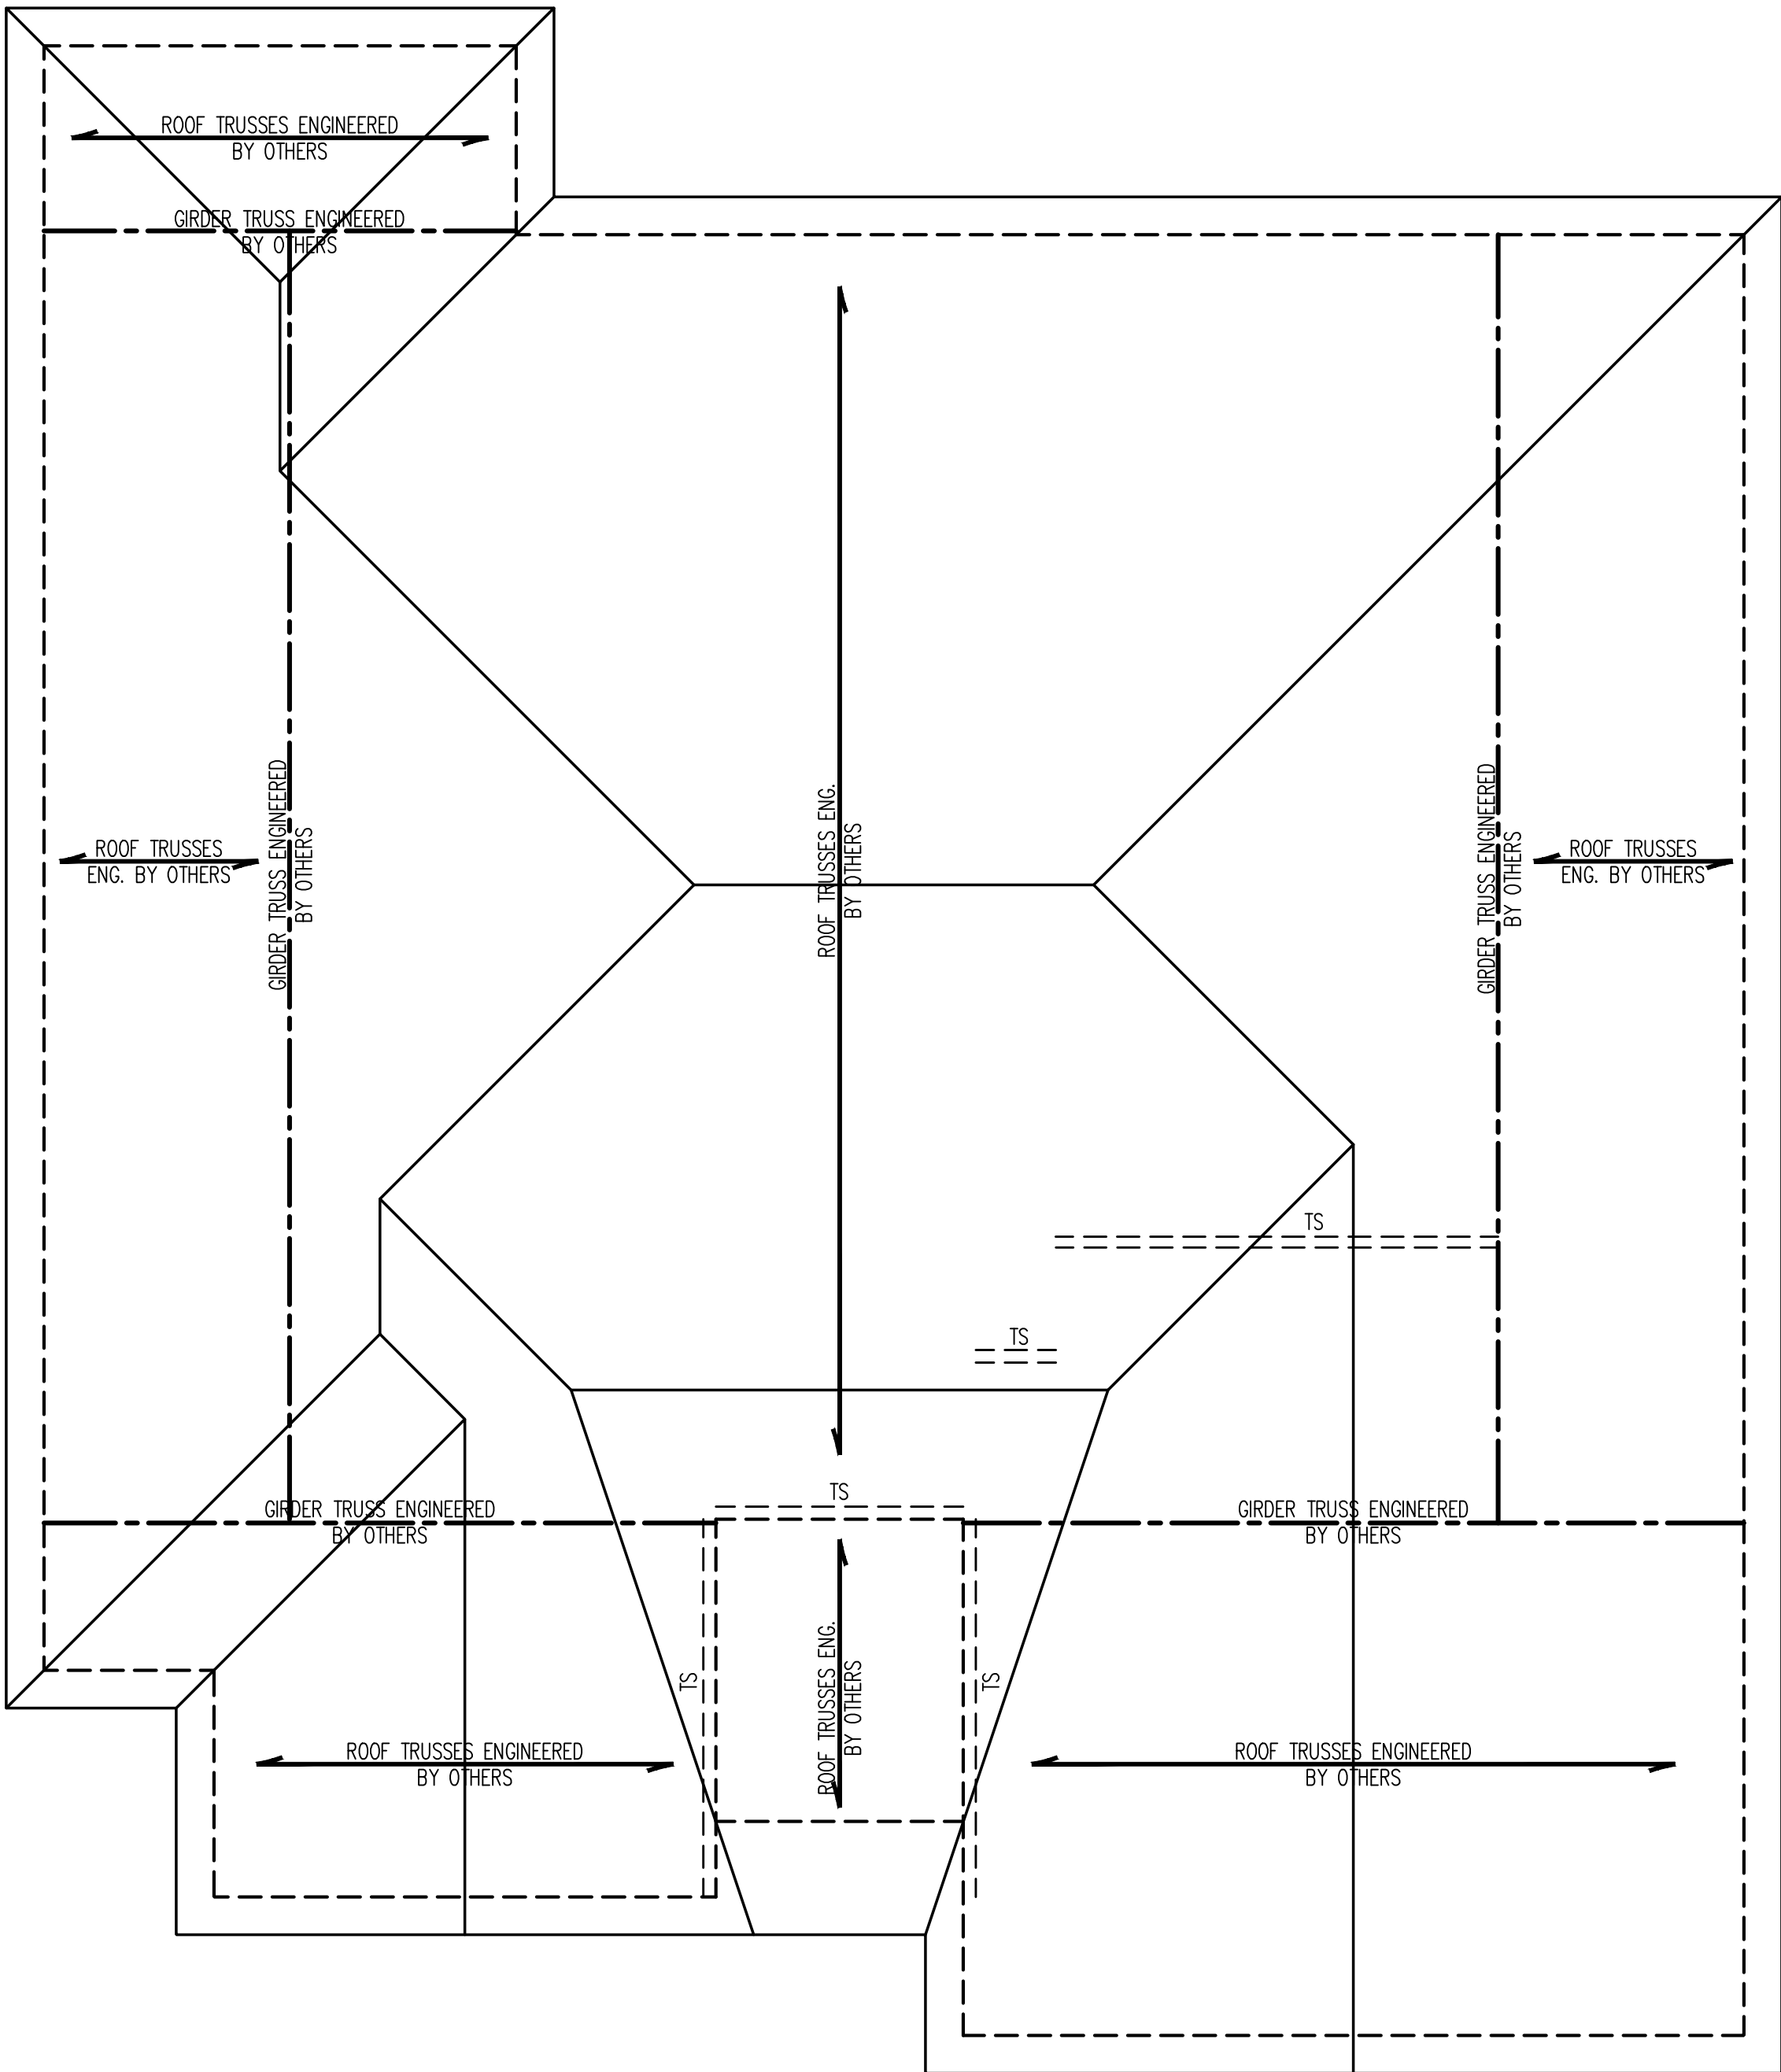 ROOF TRUSSES ENGINEERED
BY OTHERS
GIRDER TRUSS ENGINEERED
BY OTHERS
GIRDER TRUSS ENGINEERED
BY OTHERS
ROOF TRUSSES ENG.
BY OTHERS
GIRDER TRUSS ENGINEERED
BY OTHERS
ROOF TRUSSES
ENG. BY OTHERS
ROOF TRUSSES
ENG. BY OTHERS
TS
TS
TS
GIRDER TRUSS ENGINEERED
BY OTHERS
GIRDER TRUSS ENGINEERED
BY OTHERS
TS
ROOF TRUSSES ENG.
BY OTHERS
TS
ROOF TRUSSES ENGINEERED
BY OTHERS
ROOF TRUSSES ENGINEERED
BY OTHERS